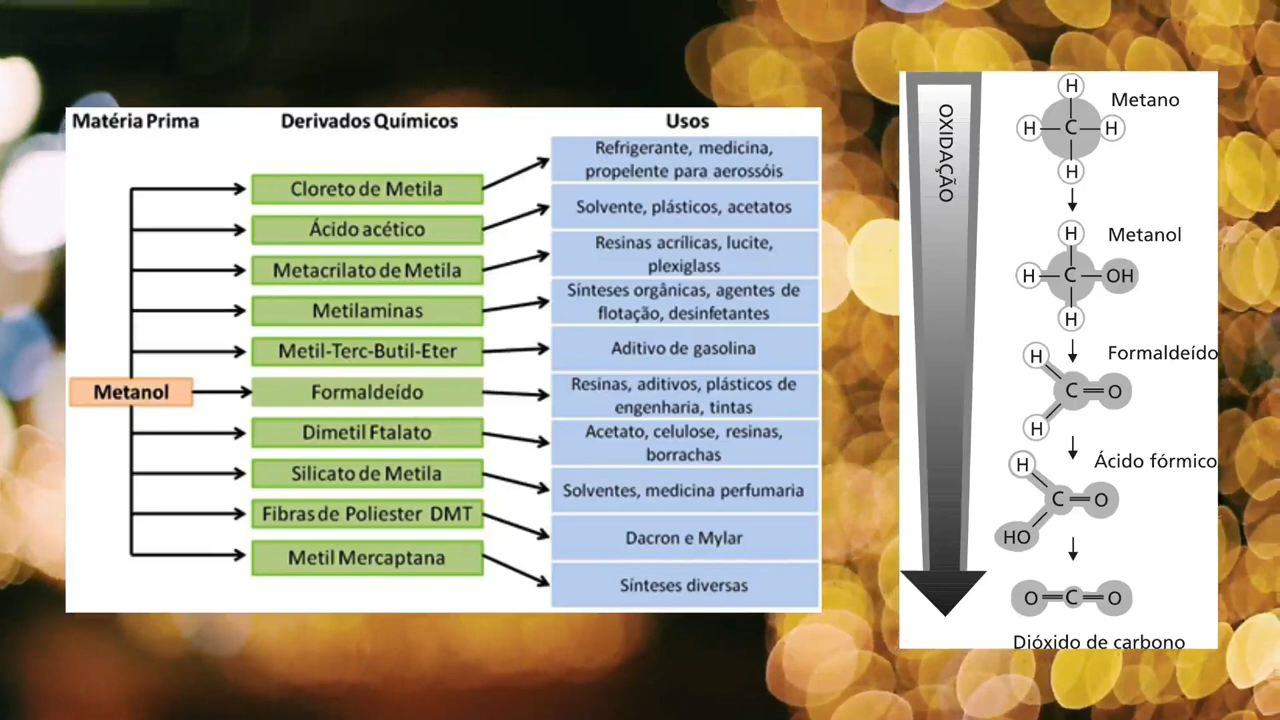 Matéria Prima
Derivados Químicos
Usos
Metanol
Cloreto de Metila
Ácido acético
Metacrilato de Metila
Metilaminas
Metil-Terc-Butil-Eter
Formaldeído
Dimetil Ftalato
Silicato de Metila
Fibras de Poliester DMT
Metil Mercaptana
Refrigerante, medicina,
propelente para aerossóis
Solvente, plásticos, acetatos
Resinas acrílicas, lucite,
plexiglass
Sínteses orgânicas, agentes de
flotação, desinfetantes
Aditivo de gasolina
Resinas, aditivos, plásticos de
engenharia, tintas
Acetato, celulose, resinas,
borrachas
Solventes, medicina perfumaria
Dacron e Mylar
Sínteses diversas
OXIDAÇÃO
H
Metano
H C H
H
H
Metanol
H C OH
H
H
Formaldeído
C O
H
H
Ácido fórmico
C O
HO
O C O
Dióxido de carbono